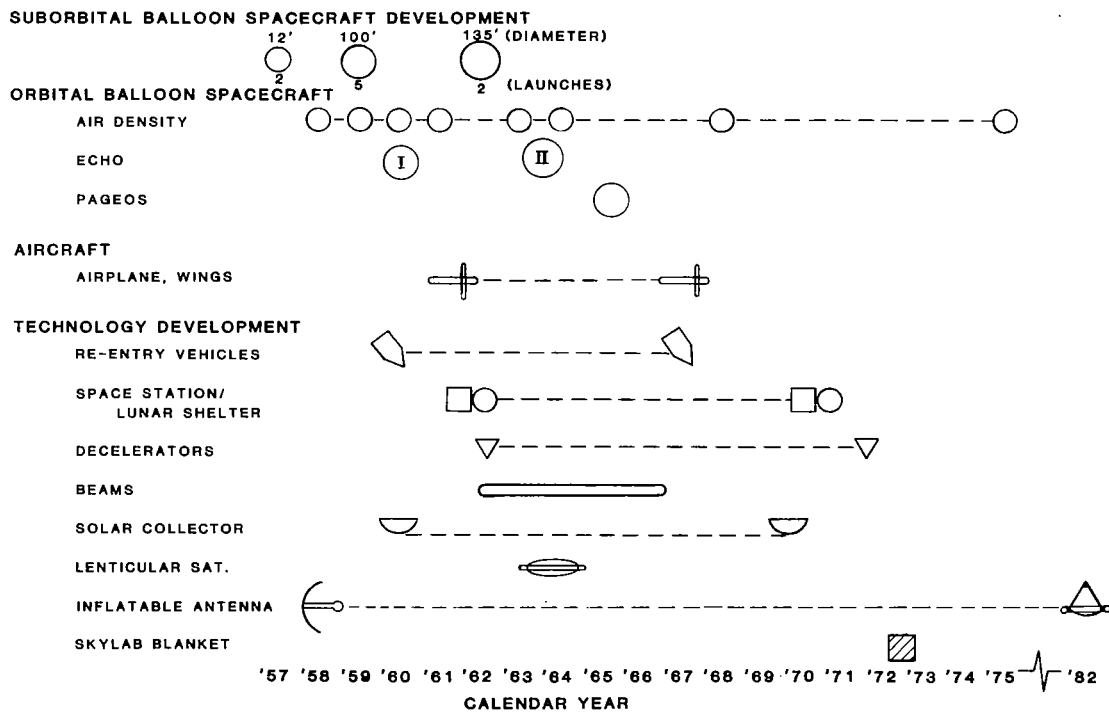 SUBORBITAL BALLOON SPACECRAFT DEVELOPMENT
12' 100' 135' (DIAMETER)
2 5 2 (LAUNCHES)
ORBITAL BALLOON SPACECRAFT
AIR DENSITY
ECHO I II
PAGEOS
AIRCRAFT
AIRPLANE, WINGS
TECHNOLOGY DEVELOPMENT
RE-ENTRY VEHICLES
SPACE STATION/
LUNAR SHELTER
DECELERATORS
BEAMS
SOLAR COLLECTOR
LENTICULAR SAT.
INFLATABLE ANTENNA
SKYLAB BLANKET
'57 '58 '59 '60 '61 '62 '63 '64 '65 '66 '67 '68 '69 '70 '71 '72 '73 '74 '75 '82
CALENDAR YEAR